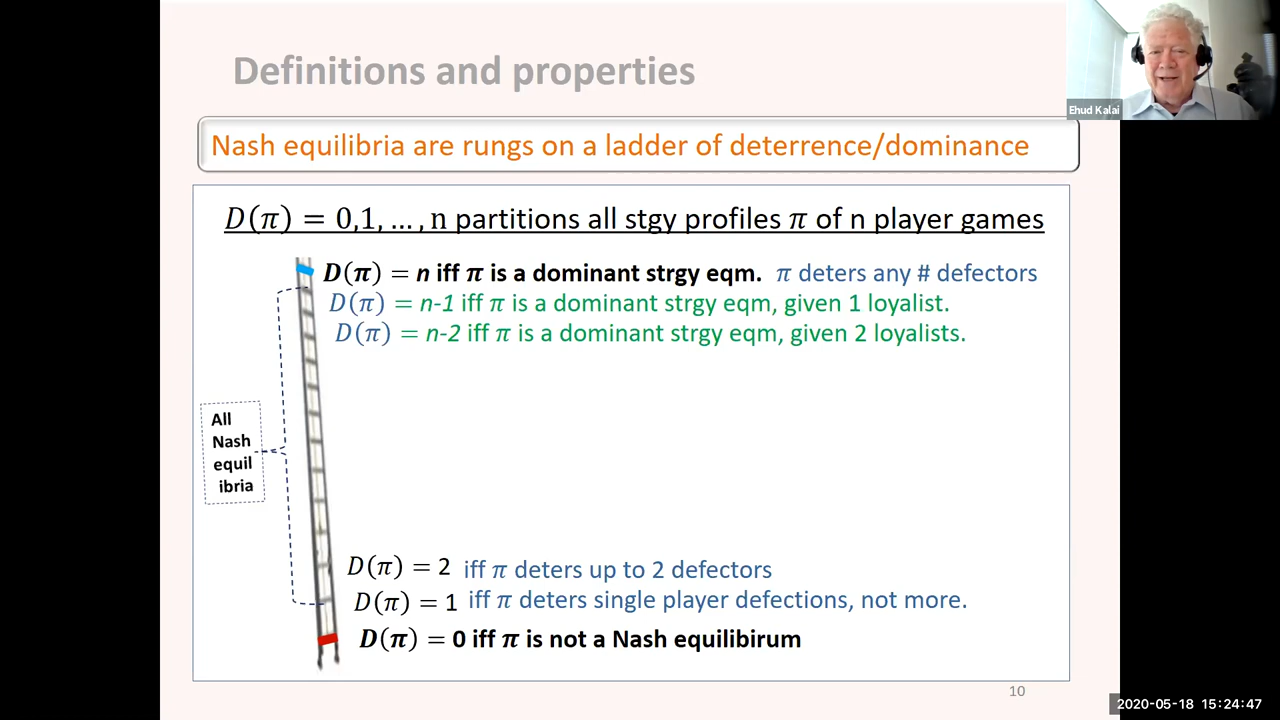 Definitions and properties
Ehud Kalai
Nash equilibria are rungs on a ladder of deterrence/dominance
D(π) = 0,1, … , n partitions all stgy profiles π of n player games
D(π) = n iff π is a dominant strgy eqm. π deters any # defectors
D(π) = n-1 iff π is a dominant strgy eqm, given 1 loyalist.
D(π) = n-2 iff π is a dominant strgy eqm, given 2 loyalists.
All
Nash
equil
ibria
D(π) = 2 iff π deters up to 2 defectors
D(π) = 1 iff π deters single player defections, not more.
D(π) = 0 iff π is not a Nash equilibirum
10
2020-05-18 15:24:47